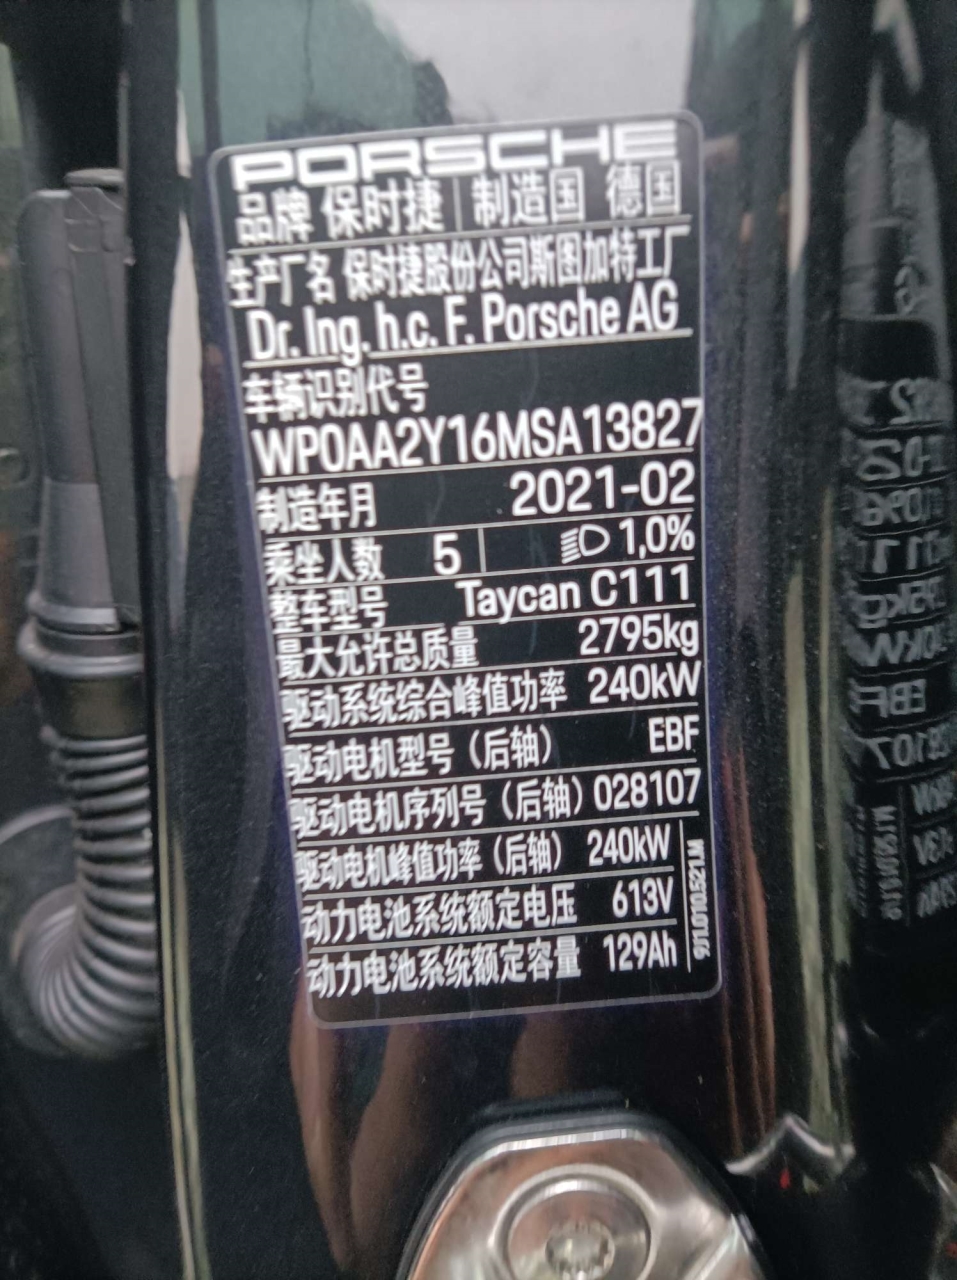 PORSCHE
品牌 保时捷 制造国 德国
生产厂名 保时捷股份公司斯图加特工厂
Dr. Ing. h.c. F. Porsche AG
车辆识别代号
WP0AA2Y16MSA13827
制造年月 2021-02
乘坐人数 5 1,0%
整车型号 Taycan C111
最大允许总质量 2795kg
驱动系统综合峰值功率 240kW
驱动电机型号（后轴） EBF
驱动电机序列号（后轴） 028107
驱动电机峰值功率（后轴） 240kW
动力电池系统额定电压 613V
动力电池系统额定容量 129Ah
9J1.010.521.M